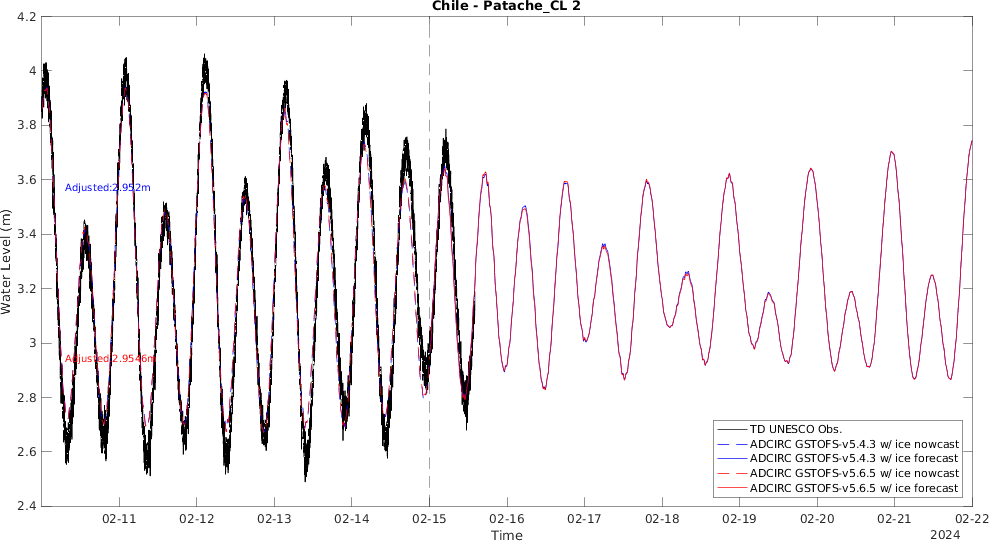 Chile - Patache_CL 2
4.2
4
3.8
3.6
3.4
3.2
3
2.8
2.6
2.4
Water Level (m)
Adjusted:2.952m
Adjusted:2.9546m
TD UNESCO Obs.
ADCIRC GSTOFS-v5.4.3 w/ ice nowcast
ADCIRC GSTOFS-v5.4.3 w/ ice forecast
ADCIRC GSTOFS-v5.6.5 w/ ice nowcast
ADCIRC GSTOFS-v5.6.5 w/ ice forecast
02-11 02-12 02-13 02-14 02-15 02-16 02-17 02-18 02-19 02-20 02-21 02-22
Time
2024